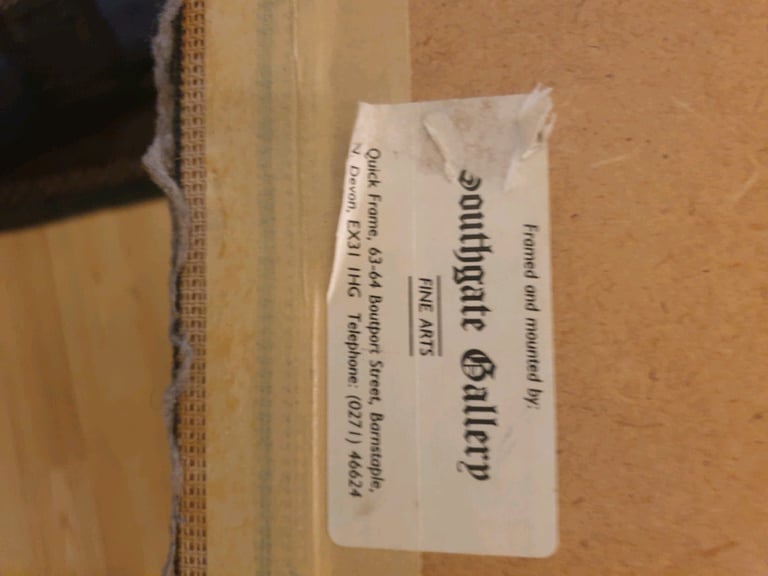 Framed and mounted by:
Southgate Gallery
FINE ARTS
Quick Frame, 63-64 Boutport Street, Barnstaple,
N. Devon, EX31 1HG Telephone: (0271) 46624